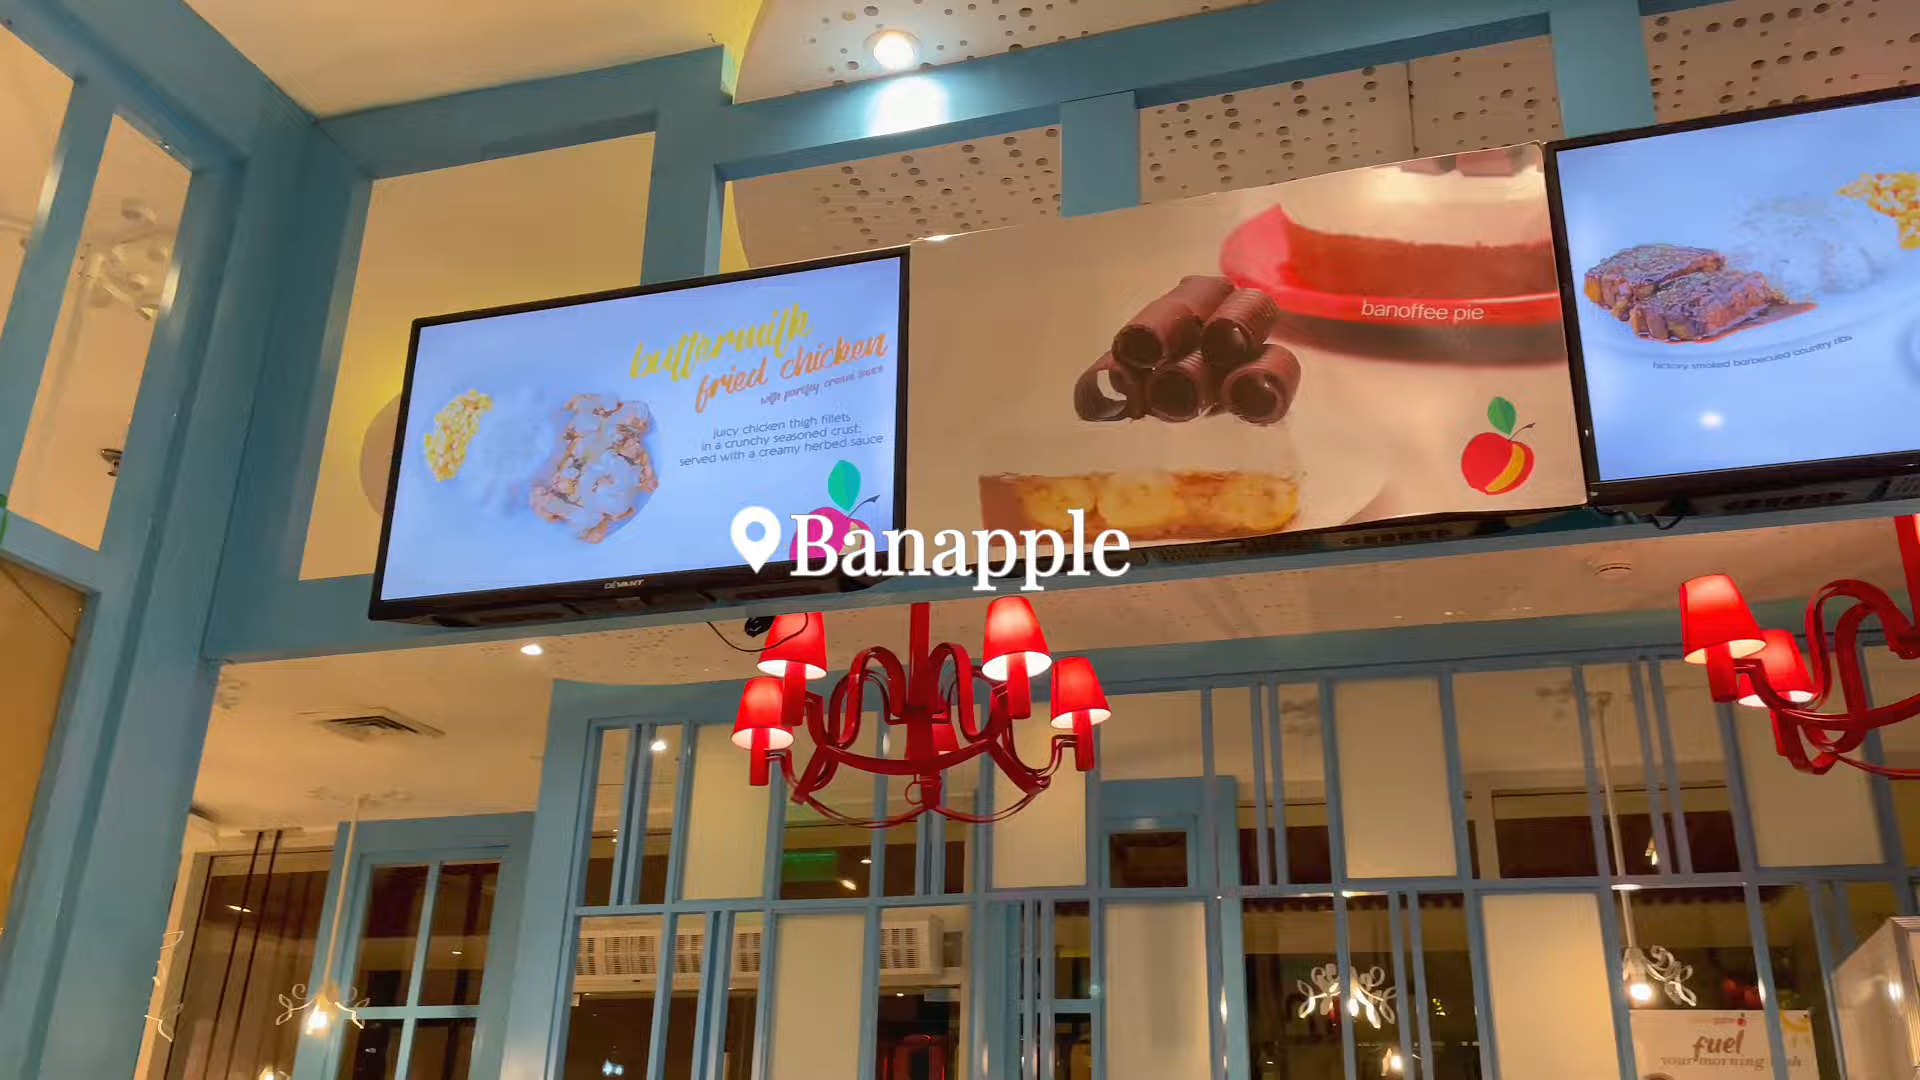 buttermilk
fried chicken
with parsley cream sauce
juicy chicken thigh fillets
in a crunchy seasoned crust;
served with a creamy herbed sauce
DEVANT
banoffee pie
hickory smoked barbecued country ribs
Banapple
fuel
your morning